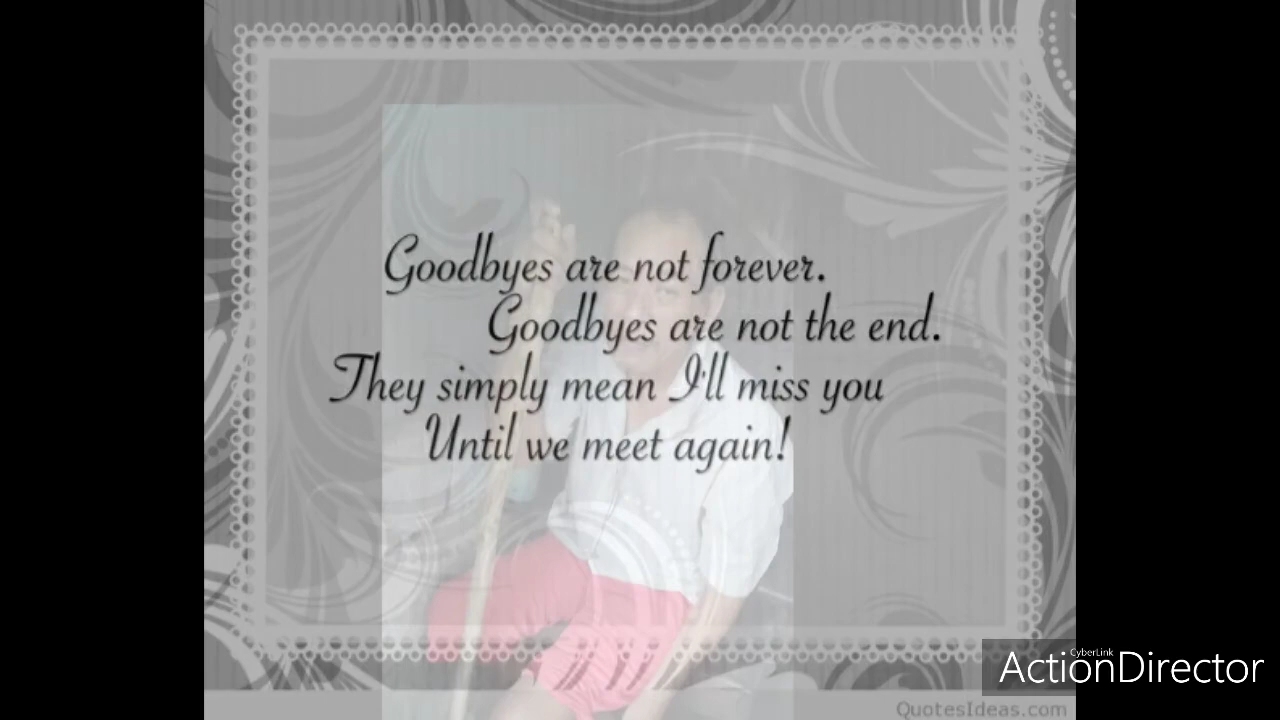 Goodbyes are not forever.
Goodbyes are not the end.
They simply mean I'll miss you
Until we meet again!
CyberLink
ActionDirector
QuotesIdeas.com